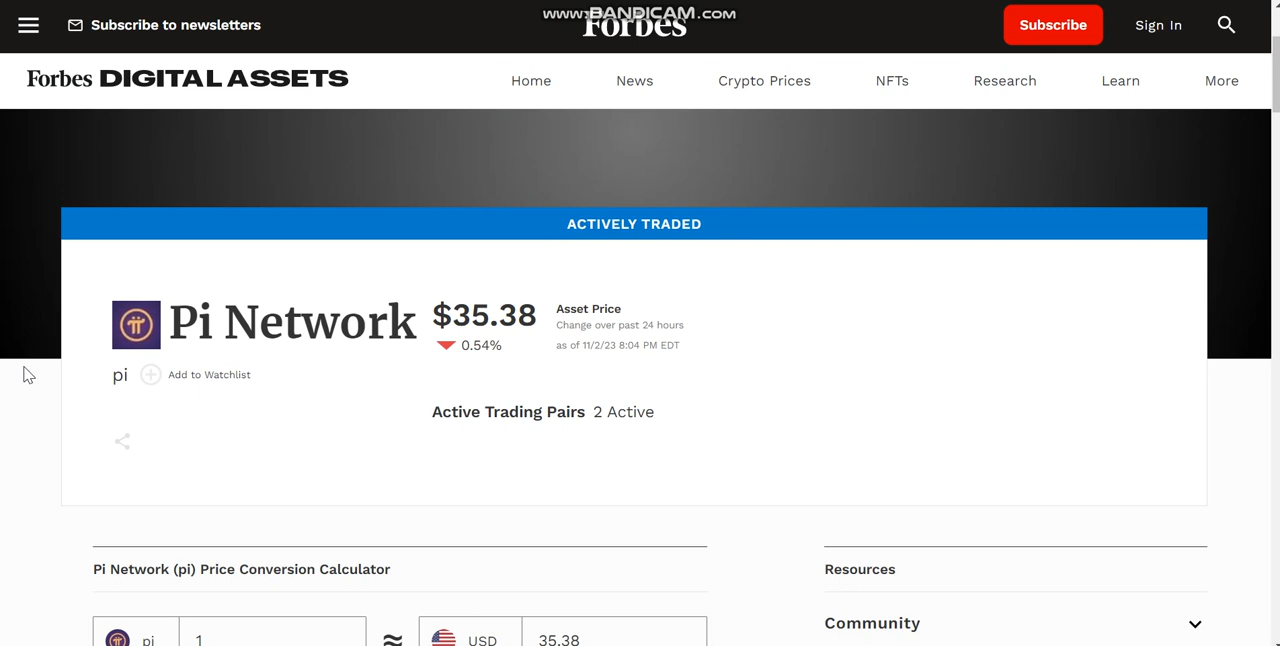 Subscribe to newsletters
www.BANDICAM.com
Forbes
Subscribe
Sign In
Forbes DIGITAL ASSETS
Home
News
Crypto Prices
NFTs
Research
Learn
More
ACTIVELY TRADED
Pi Network
$35.38
Asset Price
Change over past 24 hours
0.54%
as of 11/2/23 8:04 PM EDT
pi
Add to Watchlist
Active Trading Pairs 2 Active
Pi Network (pi) Price Conversion Calculator
Resources
Community
pi
1
≈
USD
35.38